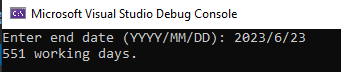 Microsoft Visual Studio Debug Console
Enter end date (YYYY/MM/DD): 2023/6/23
551 working days.